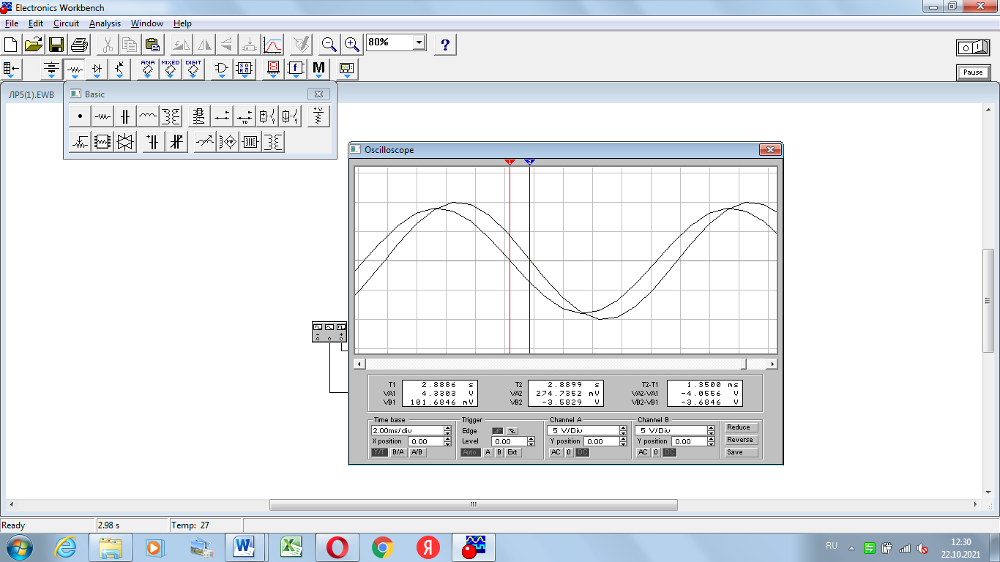 Electronics Workbench
File Edit Circuit Analysis Window Help
80% ?
ANA MIXED DIGIT f M
Pause
ЛР5(1).EWB
Basic
+V
TD
MF
Oscilloscope
1 2
T1 2.8886 s T2 2.8899 s T2-T1 1.3500 ms
VA1 4.3303 V VA2 274.7352 mV VA2-VA1 -4.0556 V
VB1 101.6846 mV VB2 -3.5829 V VB2-VB1 -3.6846 V
Time base Trigger Channel A Channel B
2.00ms/div Edge 5 V/Div 5 V/Div Reduce
X position 0.00 Level 0.00 Y position 0.00 Y position 0.00 Reverse
Y/T B/A A/B Auto A B Ext AC 0 DC AC 0 DC Save
Ready 2.98 s Temp: 27
RU 12:30
22.10.2021